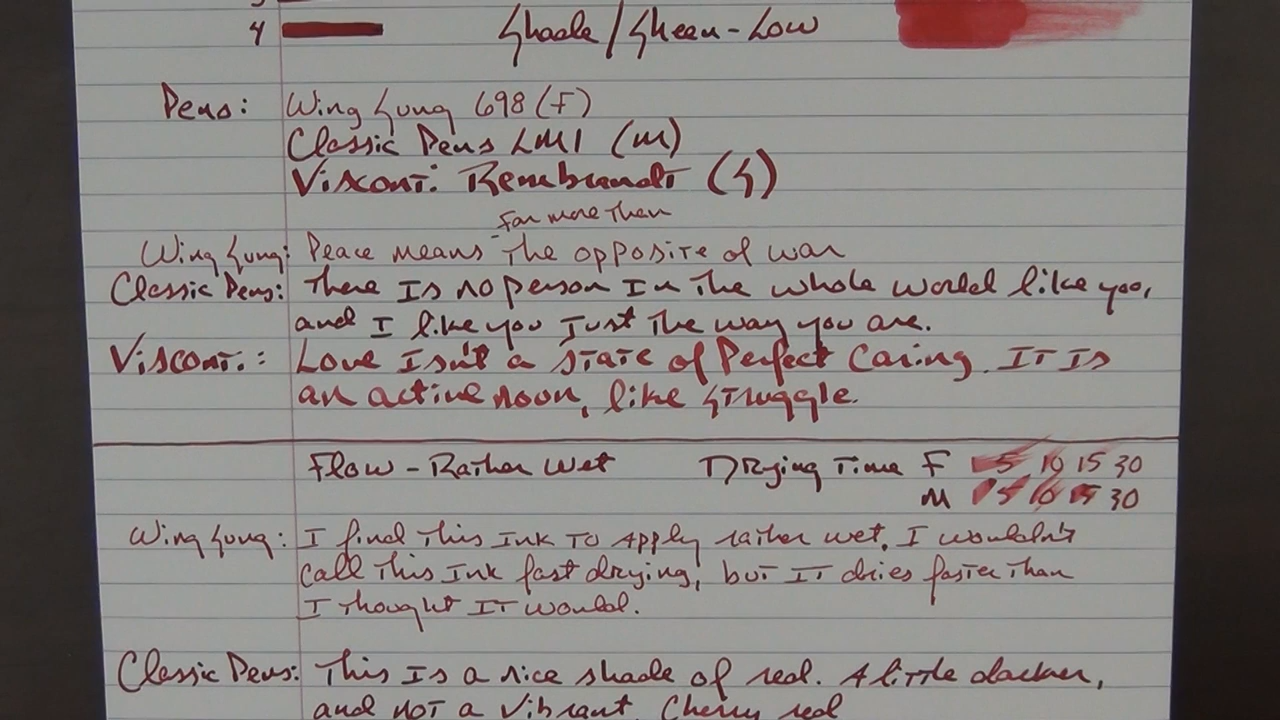 4 Shade/Sheen-Low
Pens: Wing Sung 698 (F)
Classic Pens LM1 (M)
Visconti Rembrandt (S)
far more than
Wing Sung: Peace means the opposite of war
Classic Pens: There Is no person In the whole world like you,
and I like you Just the way you are.
Visconti: Love Isn't a state of Perfect Caring. It Is
an active noun, like struggle.
Flow - Rather Wet Drying Time F 5 10 15 30
M 5 10 15 30
Wing Sung: I find this Ink to Apply rather wet. I wouldn't
call this Ink fast drying, but It dries faster than
I thought It would.
Classic Pens: This Is a nice shade of red. A little darker,
and not a vibrant, Cherry red